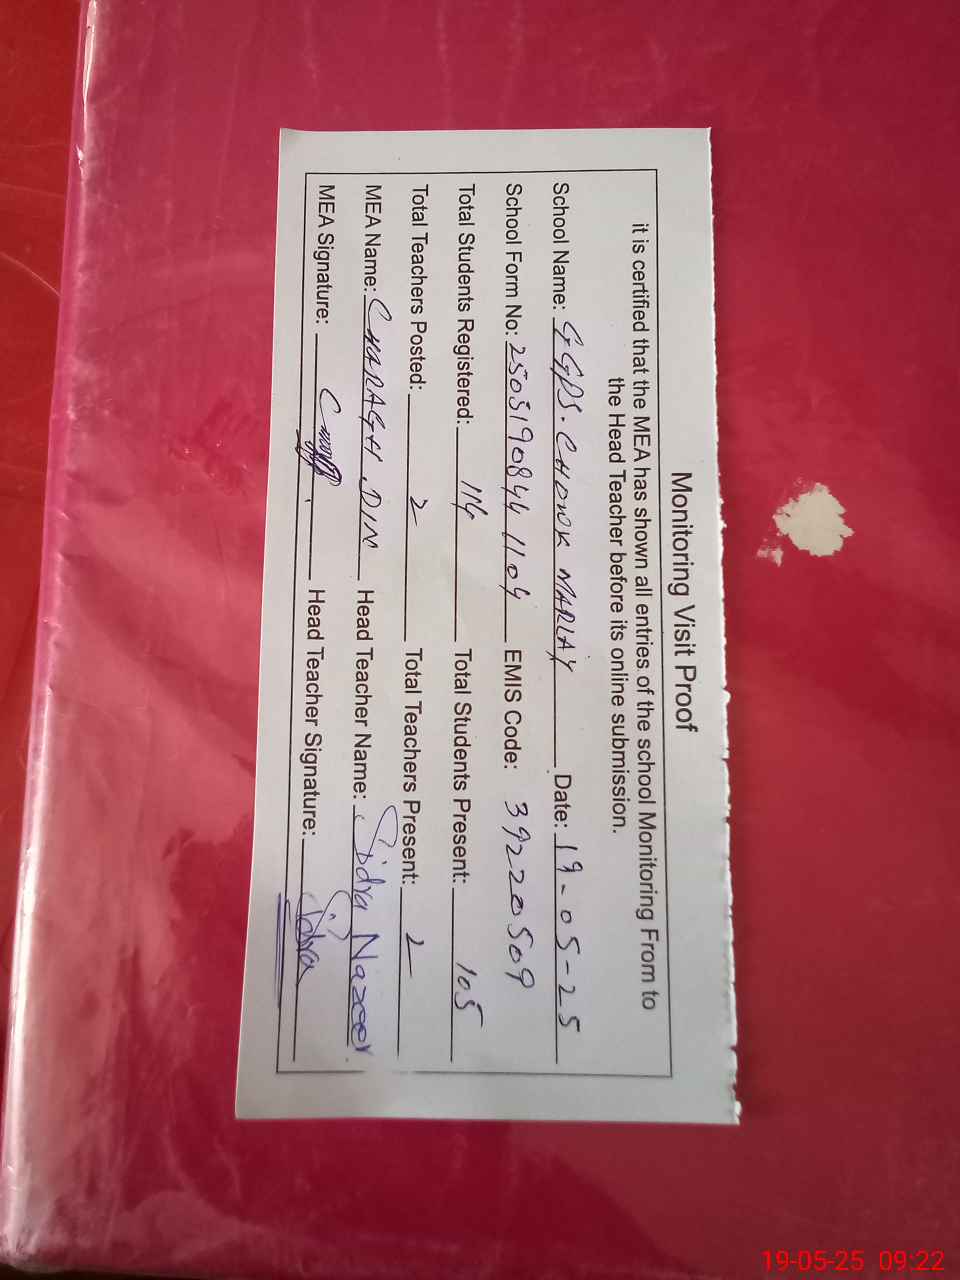 Monitoring Visit Proof
it is certified that the MEA has shown all entries of the school Monitoring From to
the Head Teacher before its online submission.
School Name: GGPS. CHOWK MARLAY Date: 19-05-25
School Form No: 25051908441104 EMIS Code: 39220509
Total Students Registered: 114 Total Students Present: 105
Total Teachers Posted: 2 Total Teachers Present: 2
MEA Name: CHARAGH DIN Head Teacher Name: Sidra Nazeer
MEA Signature: Head Teacher Signature: Sidra
19-05-25 09:22